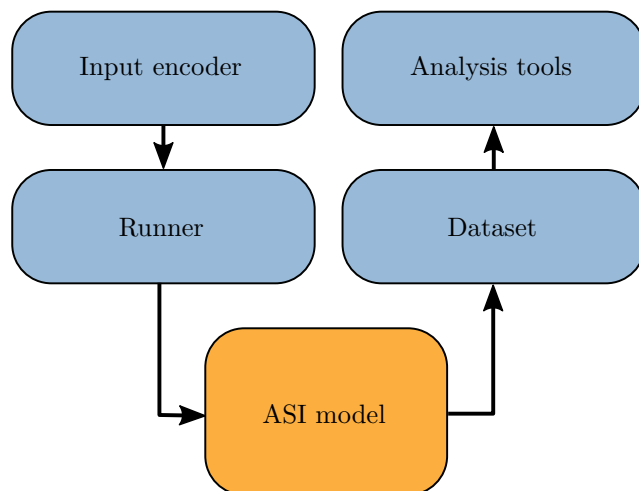 Input encoder
Analysis tools
Runner
Dataset
ASI model